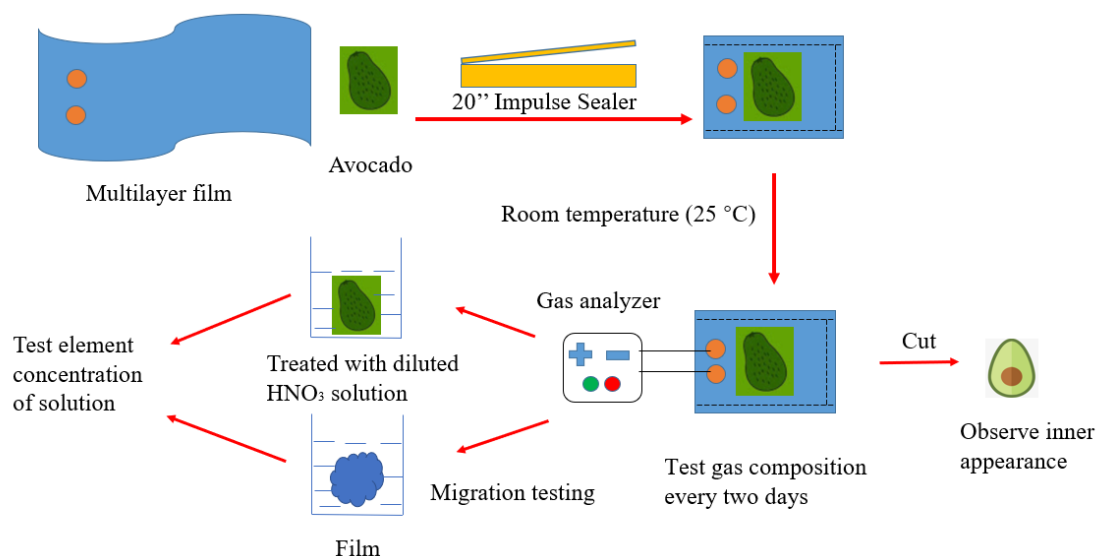 Multilayer film
Avocado
20’’ Impulse Sealer
Room temperature (25 °C)
Gas analyzer
Test gas composition
every two days
Cut
Observe inner
appearance
Treated with diluted
HNO₃ solution
Migration testing
Film
Test element
concentration
of solution